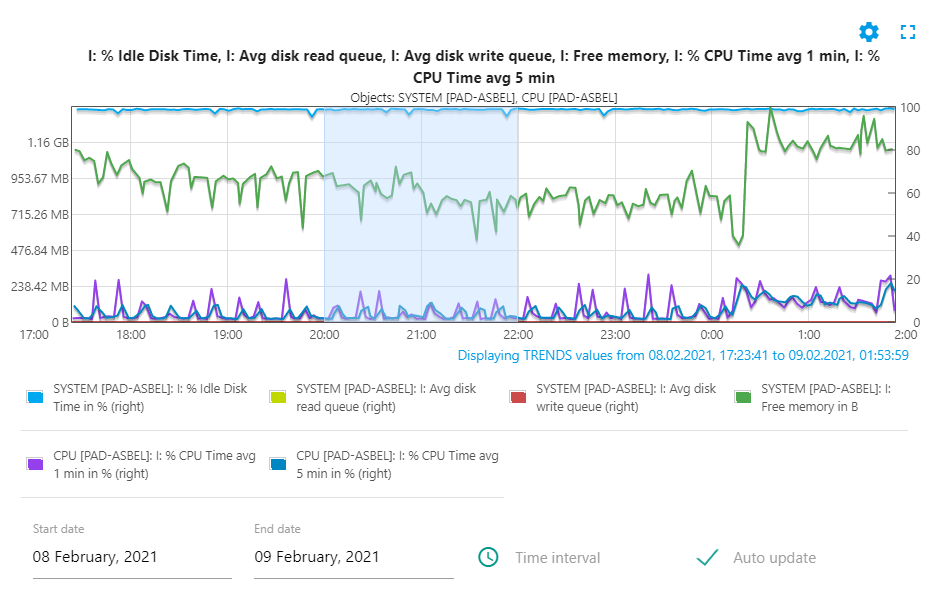 I: % Idle Disk Time, I: Avg disk read queue, I: Avg disk write queue, I: Free memory, I: % CPU Time avg 1 min, I: %
CPU Time avg 5 min
Objects: SYSTEM [PAD-ASBEL], CPU [PAD-ASBEL]
100
1.16 GB
80
953.67 MB
60
715.26 MB
40
476.84 MB
20
238.42 MB
0 B
0
17:00 18:00 19:00 20:00 21:00 22:00 23:00 0:00 1:00 2:00
Displaying TRENDS values from 08.02.2021, 17:23:41 to 09.02.2021, 01:53:59
SYSTEM [PAD-ASBEL]: I: % Idle Disk
Time in % (right)
SYSTEM [PAD-ASBEL]: I: Avg disk
read queue (right)
SYSTEM [PAD-ASBEL]: I: Avg disk
write queue (right)
SYSTEM [PAD-ASBEL]: I:
Free memory in B
CPU [PAD-ASBEL]: I: % CPU Time avg
1 min in % (right)
CPU [PAD-ASBEL]: I: % CPU Time avg
5 min in % (right)
Start date
08 February, 2021
End date
09 February, 2021
Time interval
Auto update